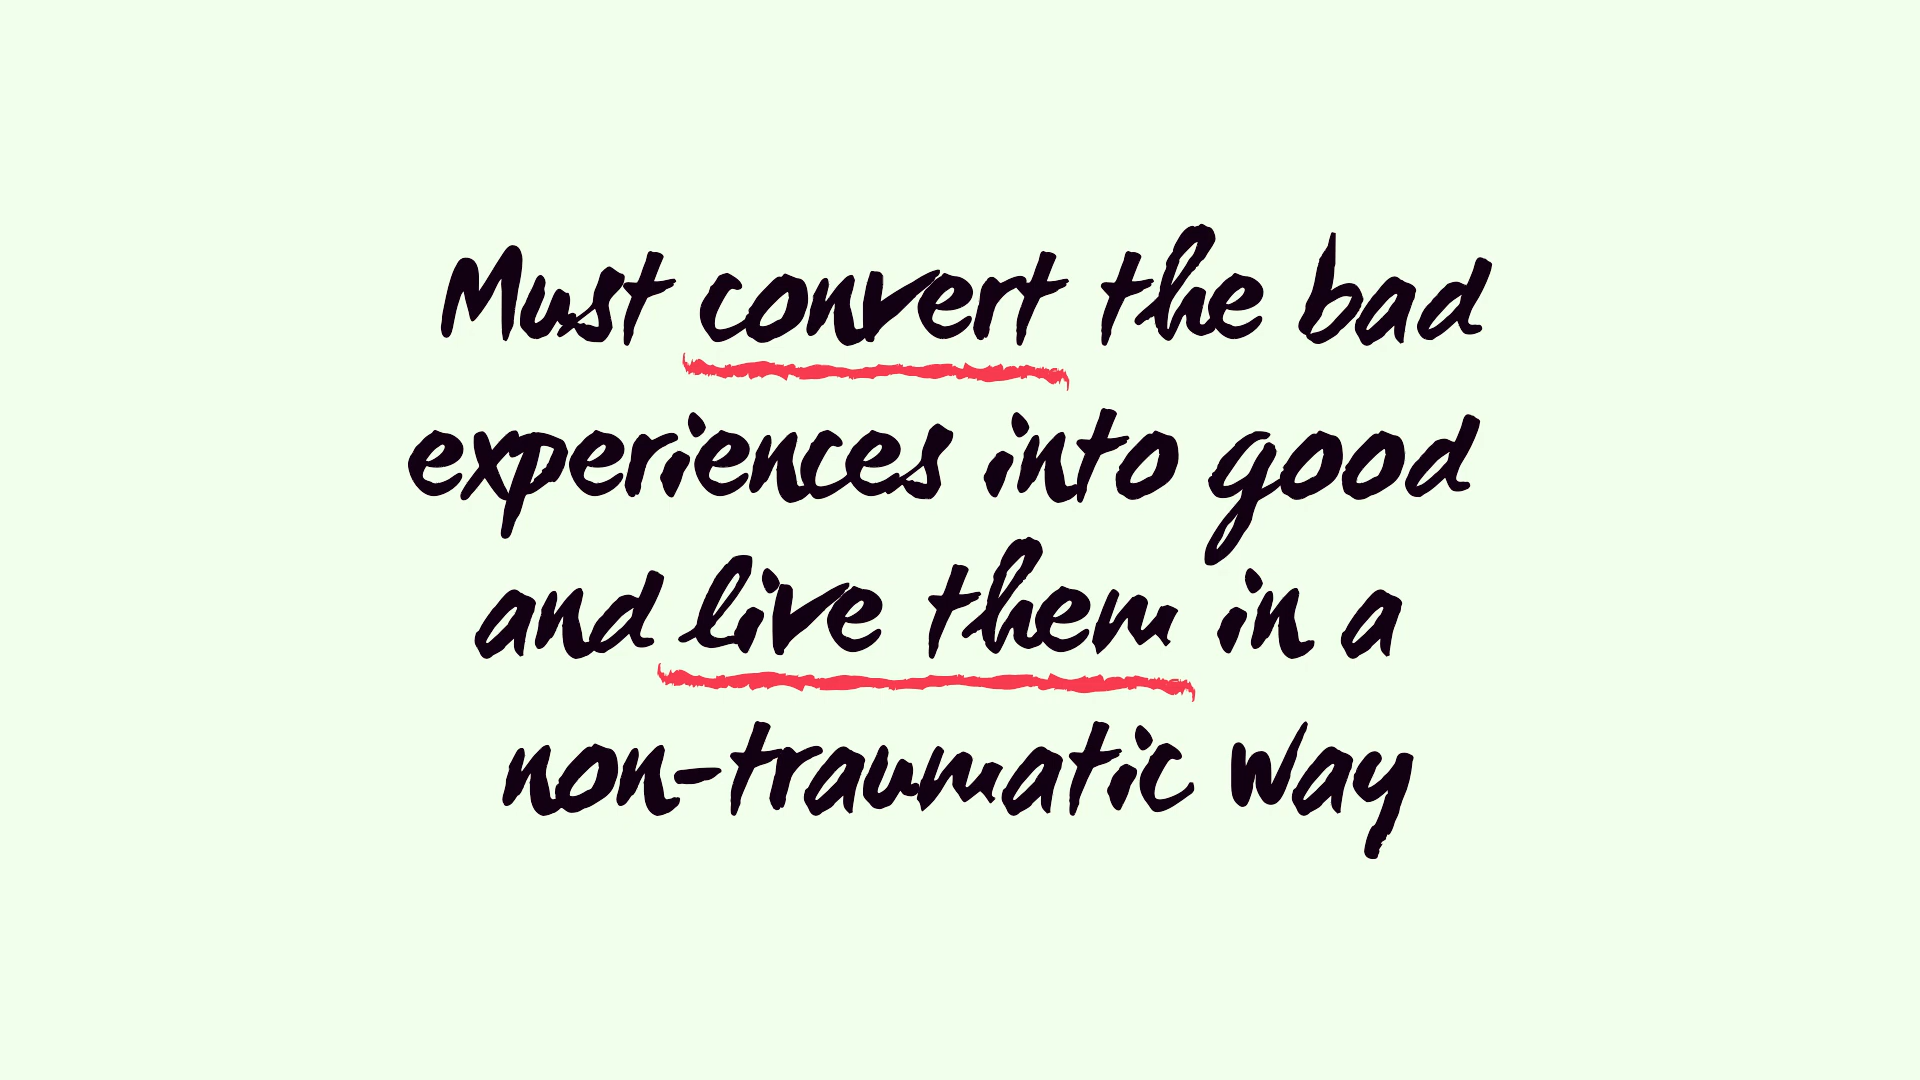 Must convert the bad
experiences into good
and live them in a
non-traumatic way